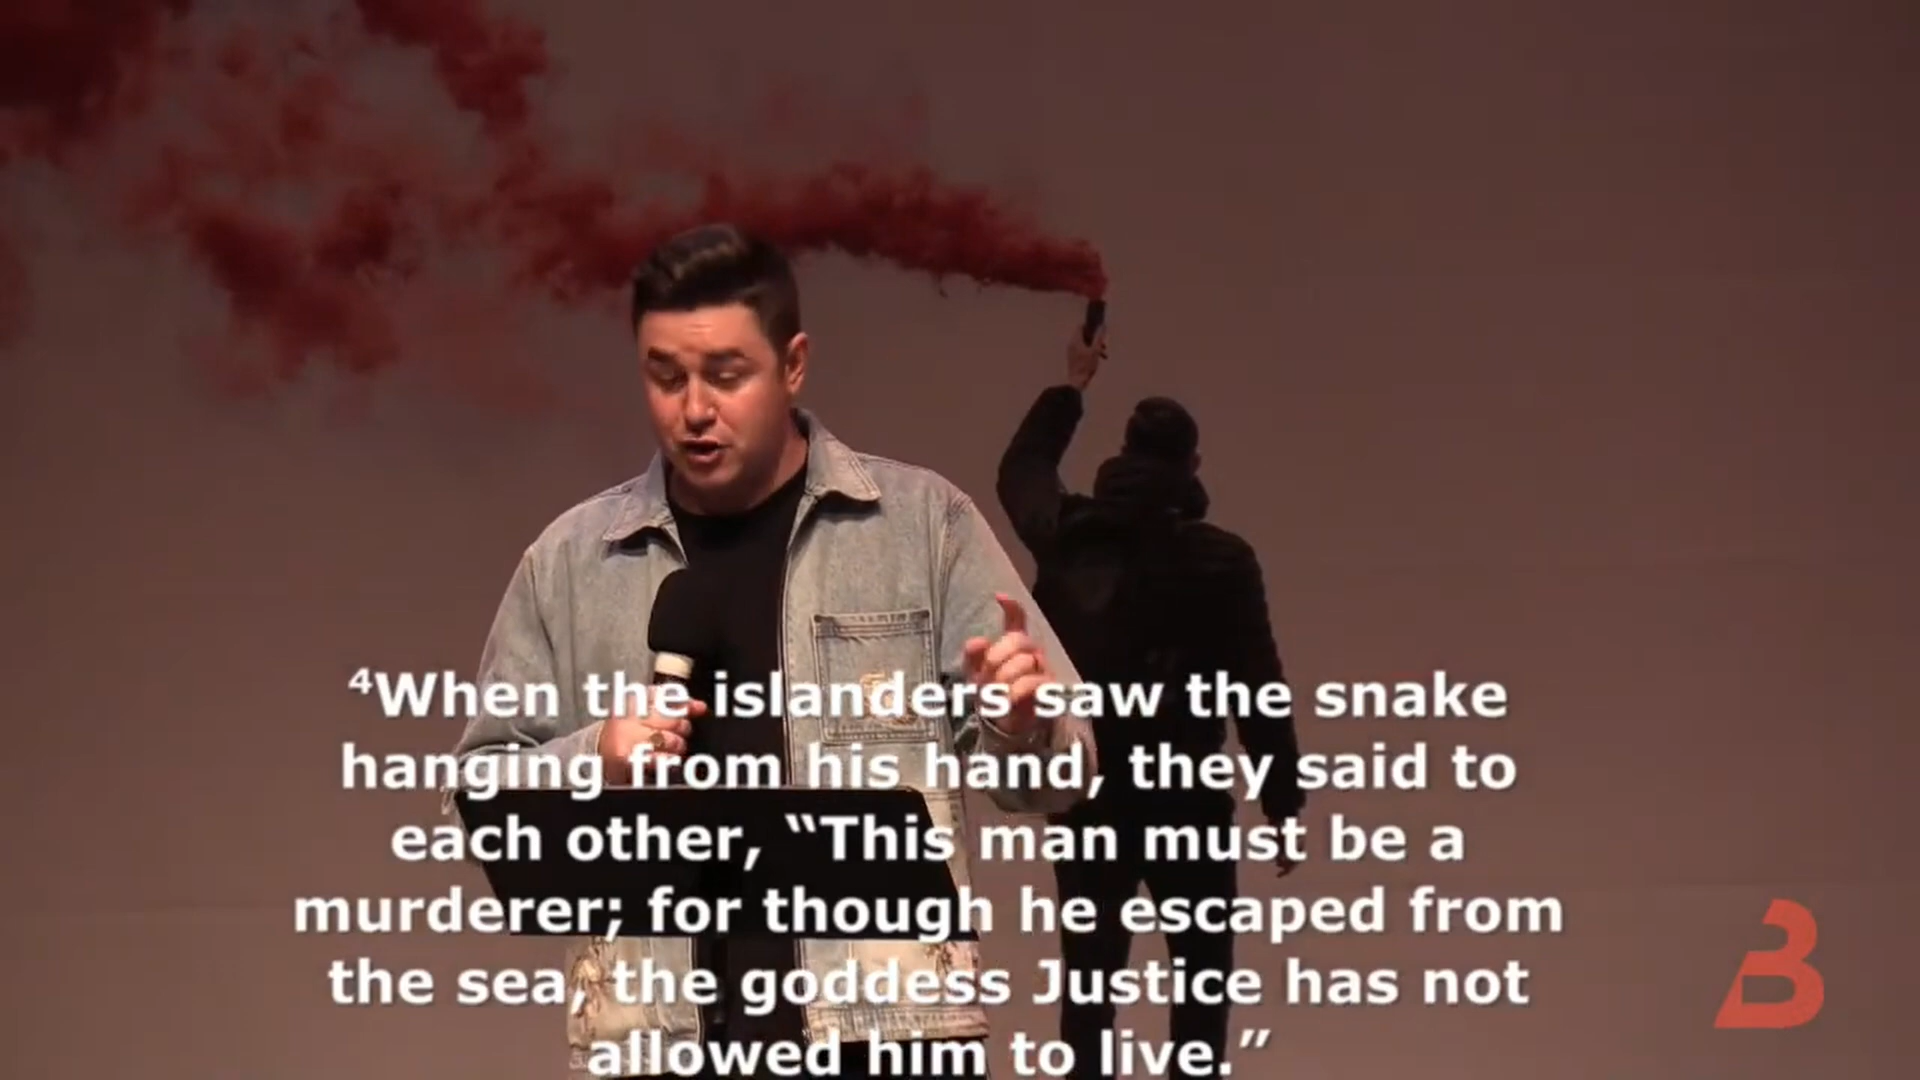 ⁴When the islanders saw the snake
hanging from his hand, they said to
each other, “This man must be a
murderer; for though he escaped from
the sea, the goddess Justice has not
allowed him to live.”
B